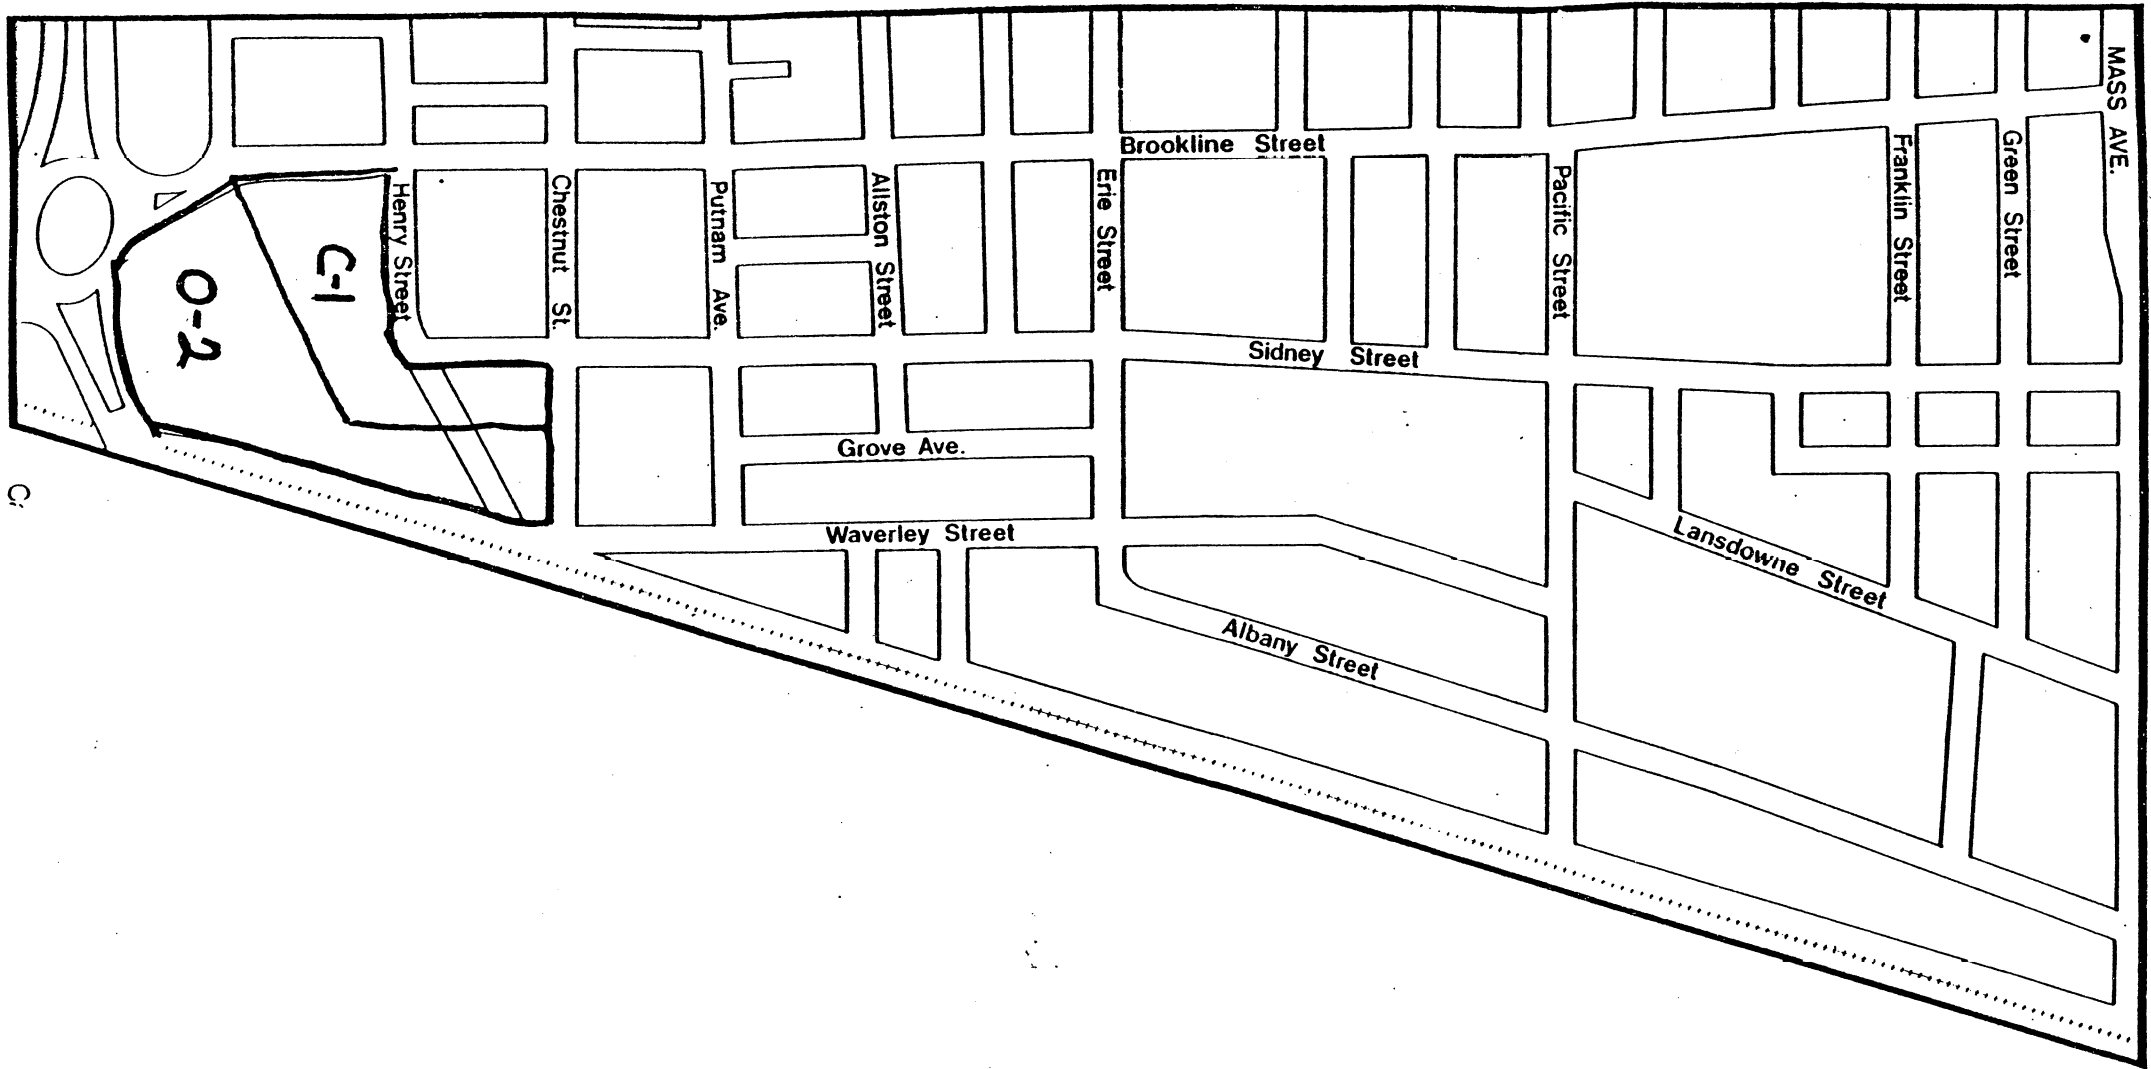 MASS AVE.
Brookline Street
Green Street
Franklin Street
Pacific Street
Erie Street
Allston Street
Putnam Ave.
Chestnut St.
Henry Street
C-1
O-2
Sidney Street
Grove Ave.
Waverley Street
Lansdowne Street
Albany Street